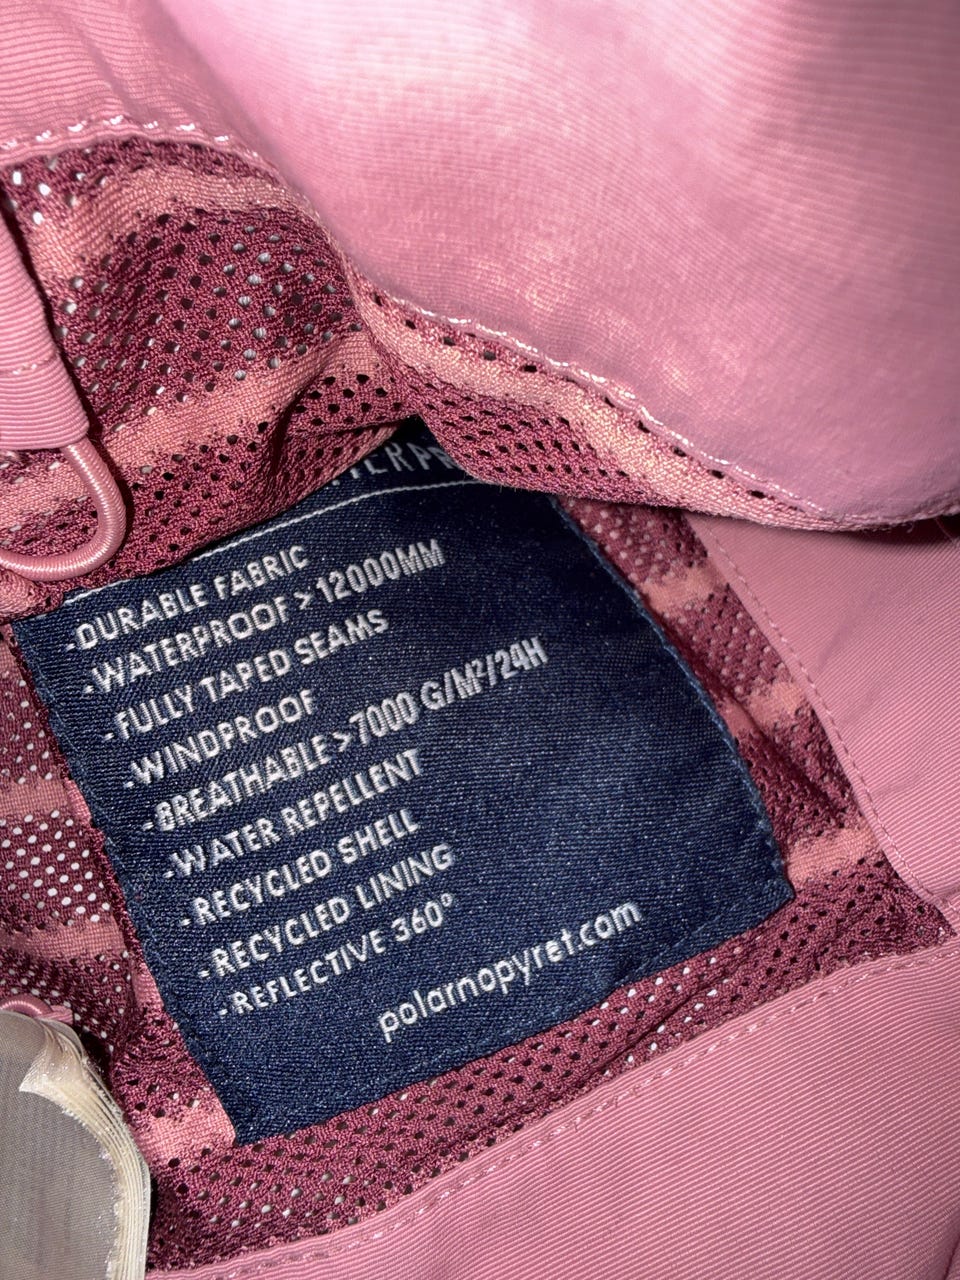 -DURABLE FABRIC
-WATERPROOF >12000MM
-FULLY TAPED SEAMS
-WINDPROOF
-BREATHABLE >7000 G/M²/24H
-WATER REPELLENT
-RECYCLED SHELL
-RECYCLED LINING
-REFLECTIVE 360°
polarnopyret.com